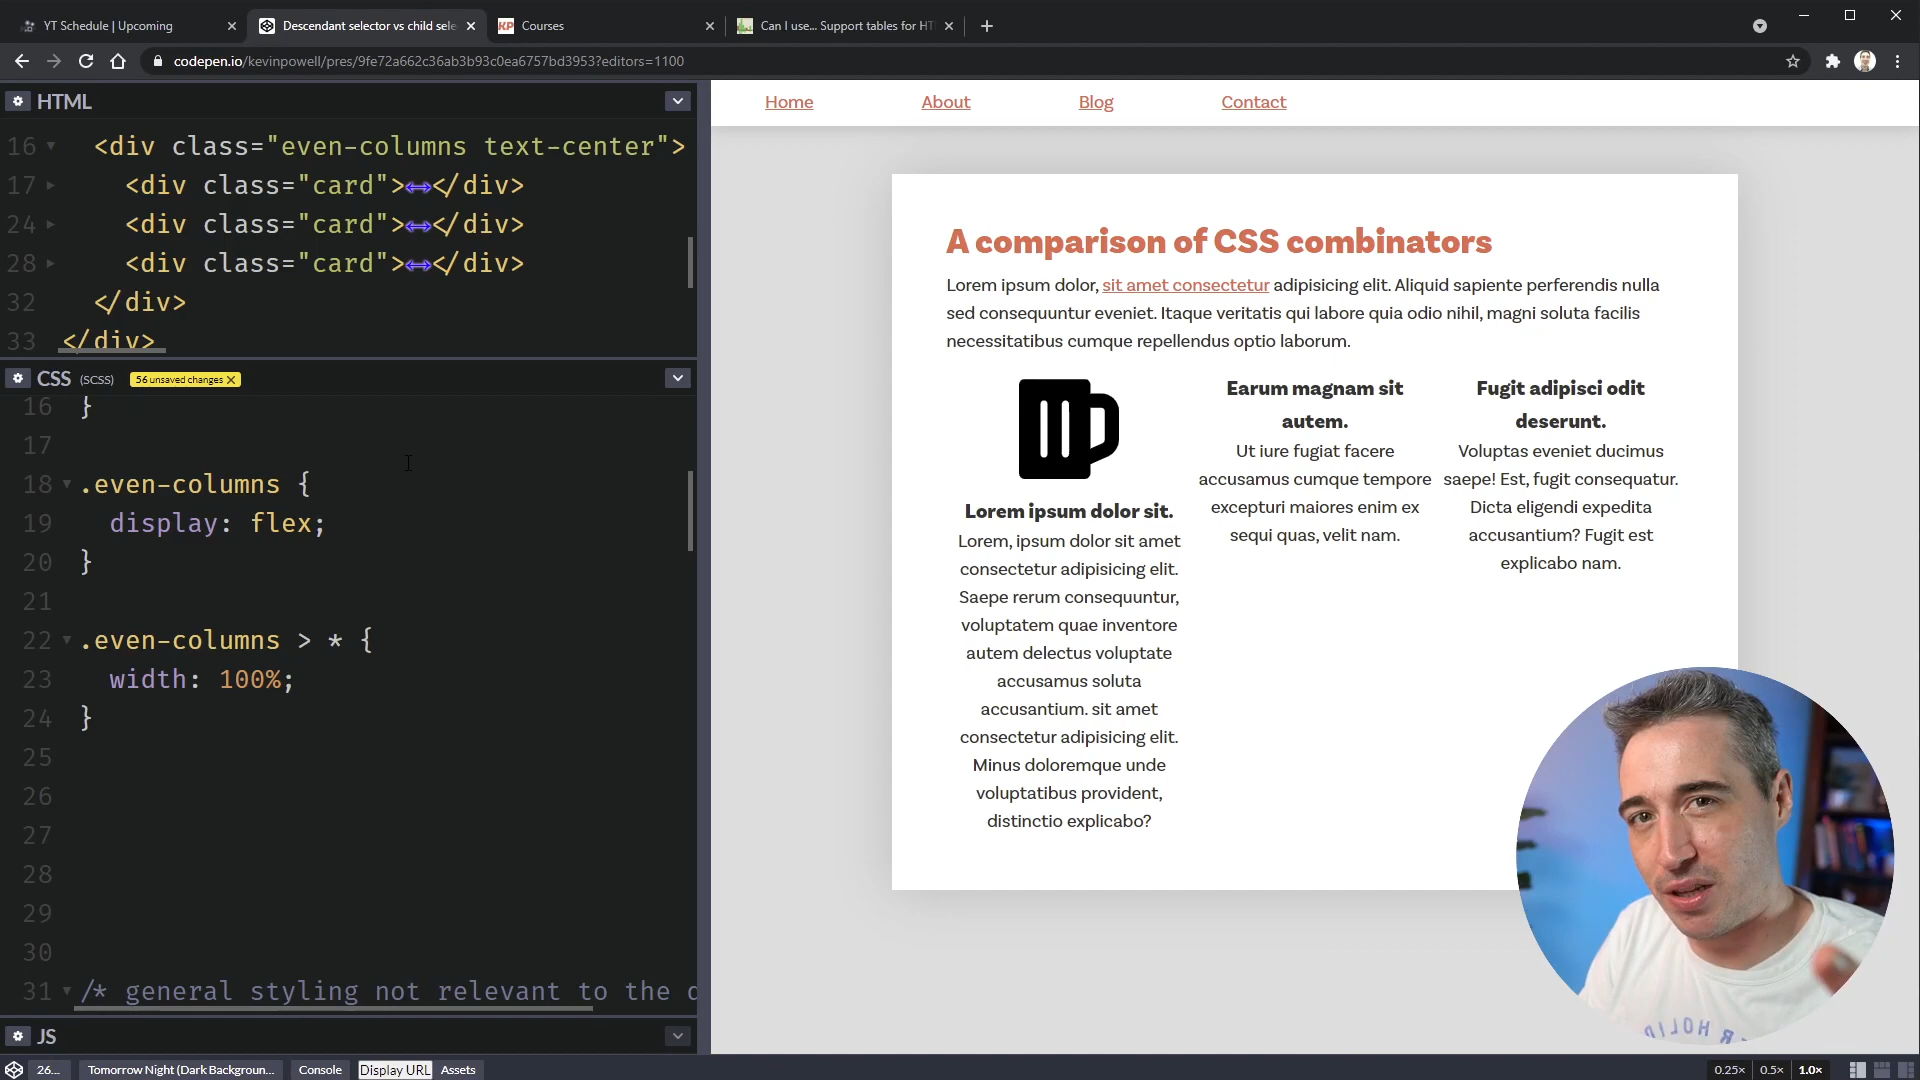 YT Schedule | Upcoming
Descendant selector vs child sele
KP Courses
Can I use... Support tables for HT
codepen.io/kevinpowell/pres/9fe72a662c36ab3b93c0ea6757bd3953?editors=1100
HTML
16 <div class="even-columns text-center">
17 <div class="card"></div>
24 <div class="card"></div>
28 <div class="card"></div>
32 </div>
33 </div>
CSS (SCSS) 56 unsaved changes
16 }
17
18 .even-columns {
19 display: flex;
20 }
21
22 .even-columns > * {
23 width: 100%;
24 }
25
26
27
28
29
30
31 /* general styling not relevant to the
JS
26... Tomorrow Night (Dark Backgroun... Console Display URL Assets
Home About Blog Contact
A comparison of CSS combinators
Lorem ipsum dolor, sit amet consectetur adipisicing elit. Aliquid sapiente perferendis nulla
sed consequuntur eveniet. Itaque veritatis qui labore quia odio nihil, magni soluta facilis
necessitatibus cumque repellendus optio laborum.
Lorem ipsum dolor sit.
Lorem, ipsum dolor sit amet
consectetur adipisicing elit.
Saepe rerum consequuntur,
voluptatem quae inventore
autem delectus voluptate
accusamus soluta
accusantium. sit amet
consectetur adipisicing elit.
Minus doloremque unde
voluptatibus provident,
distinctio explicabo?
Earum magnam sit
autem.
Ut iure fugiat facere
accusamus cumque tempore
excepturi maiores enim ex
sequi quas, velit nam.
Fugit adipisci odit
deserunt.
Voluptas eveniet ducimus
saepe! Est, fugit consequatur.
Dicta eligendi expedita
accusantium? Fugit est
explicabo nam.
0.25× 0.5× 1.0×